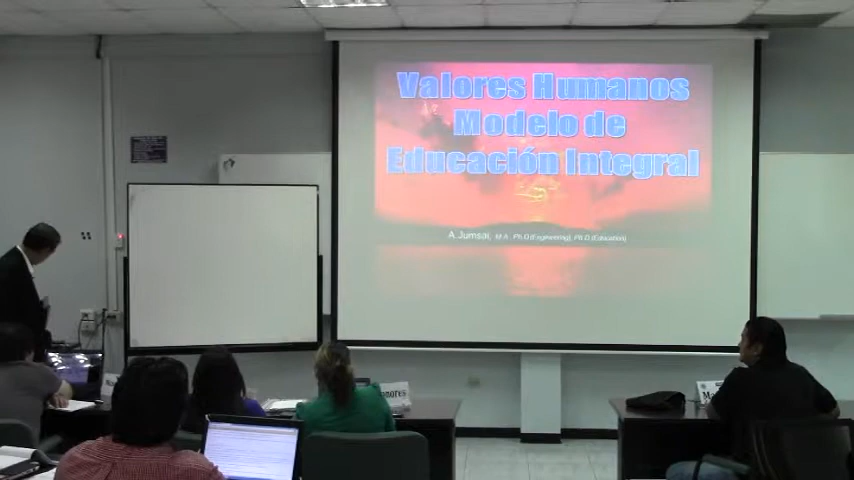 Valores Humanos
Modelo de
Educación Integral
A.Jumsai, M.A., Ph.D(Engineering), Ph.D.(Education)